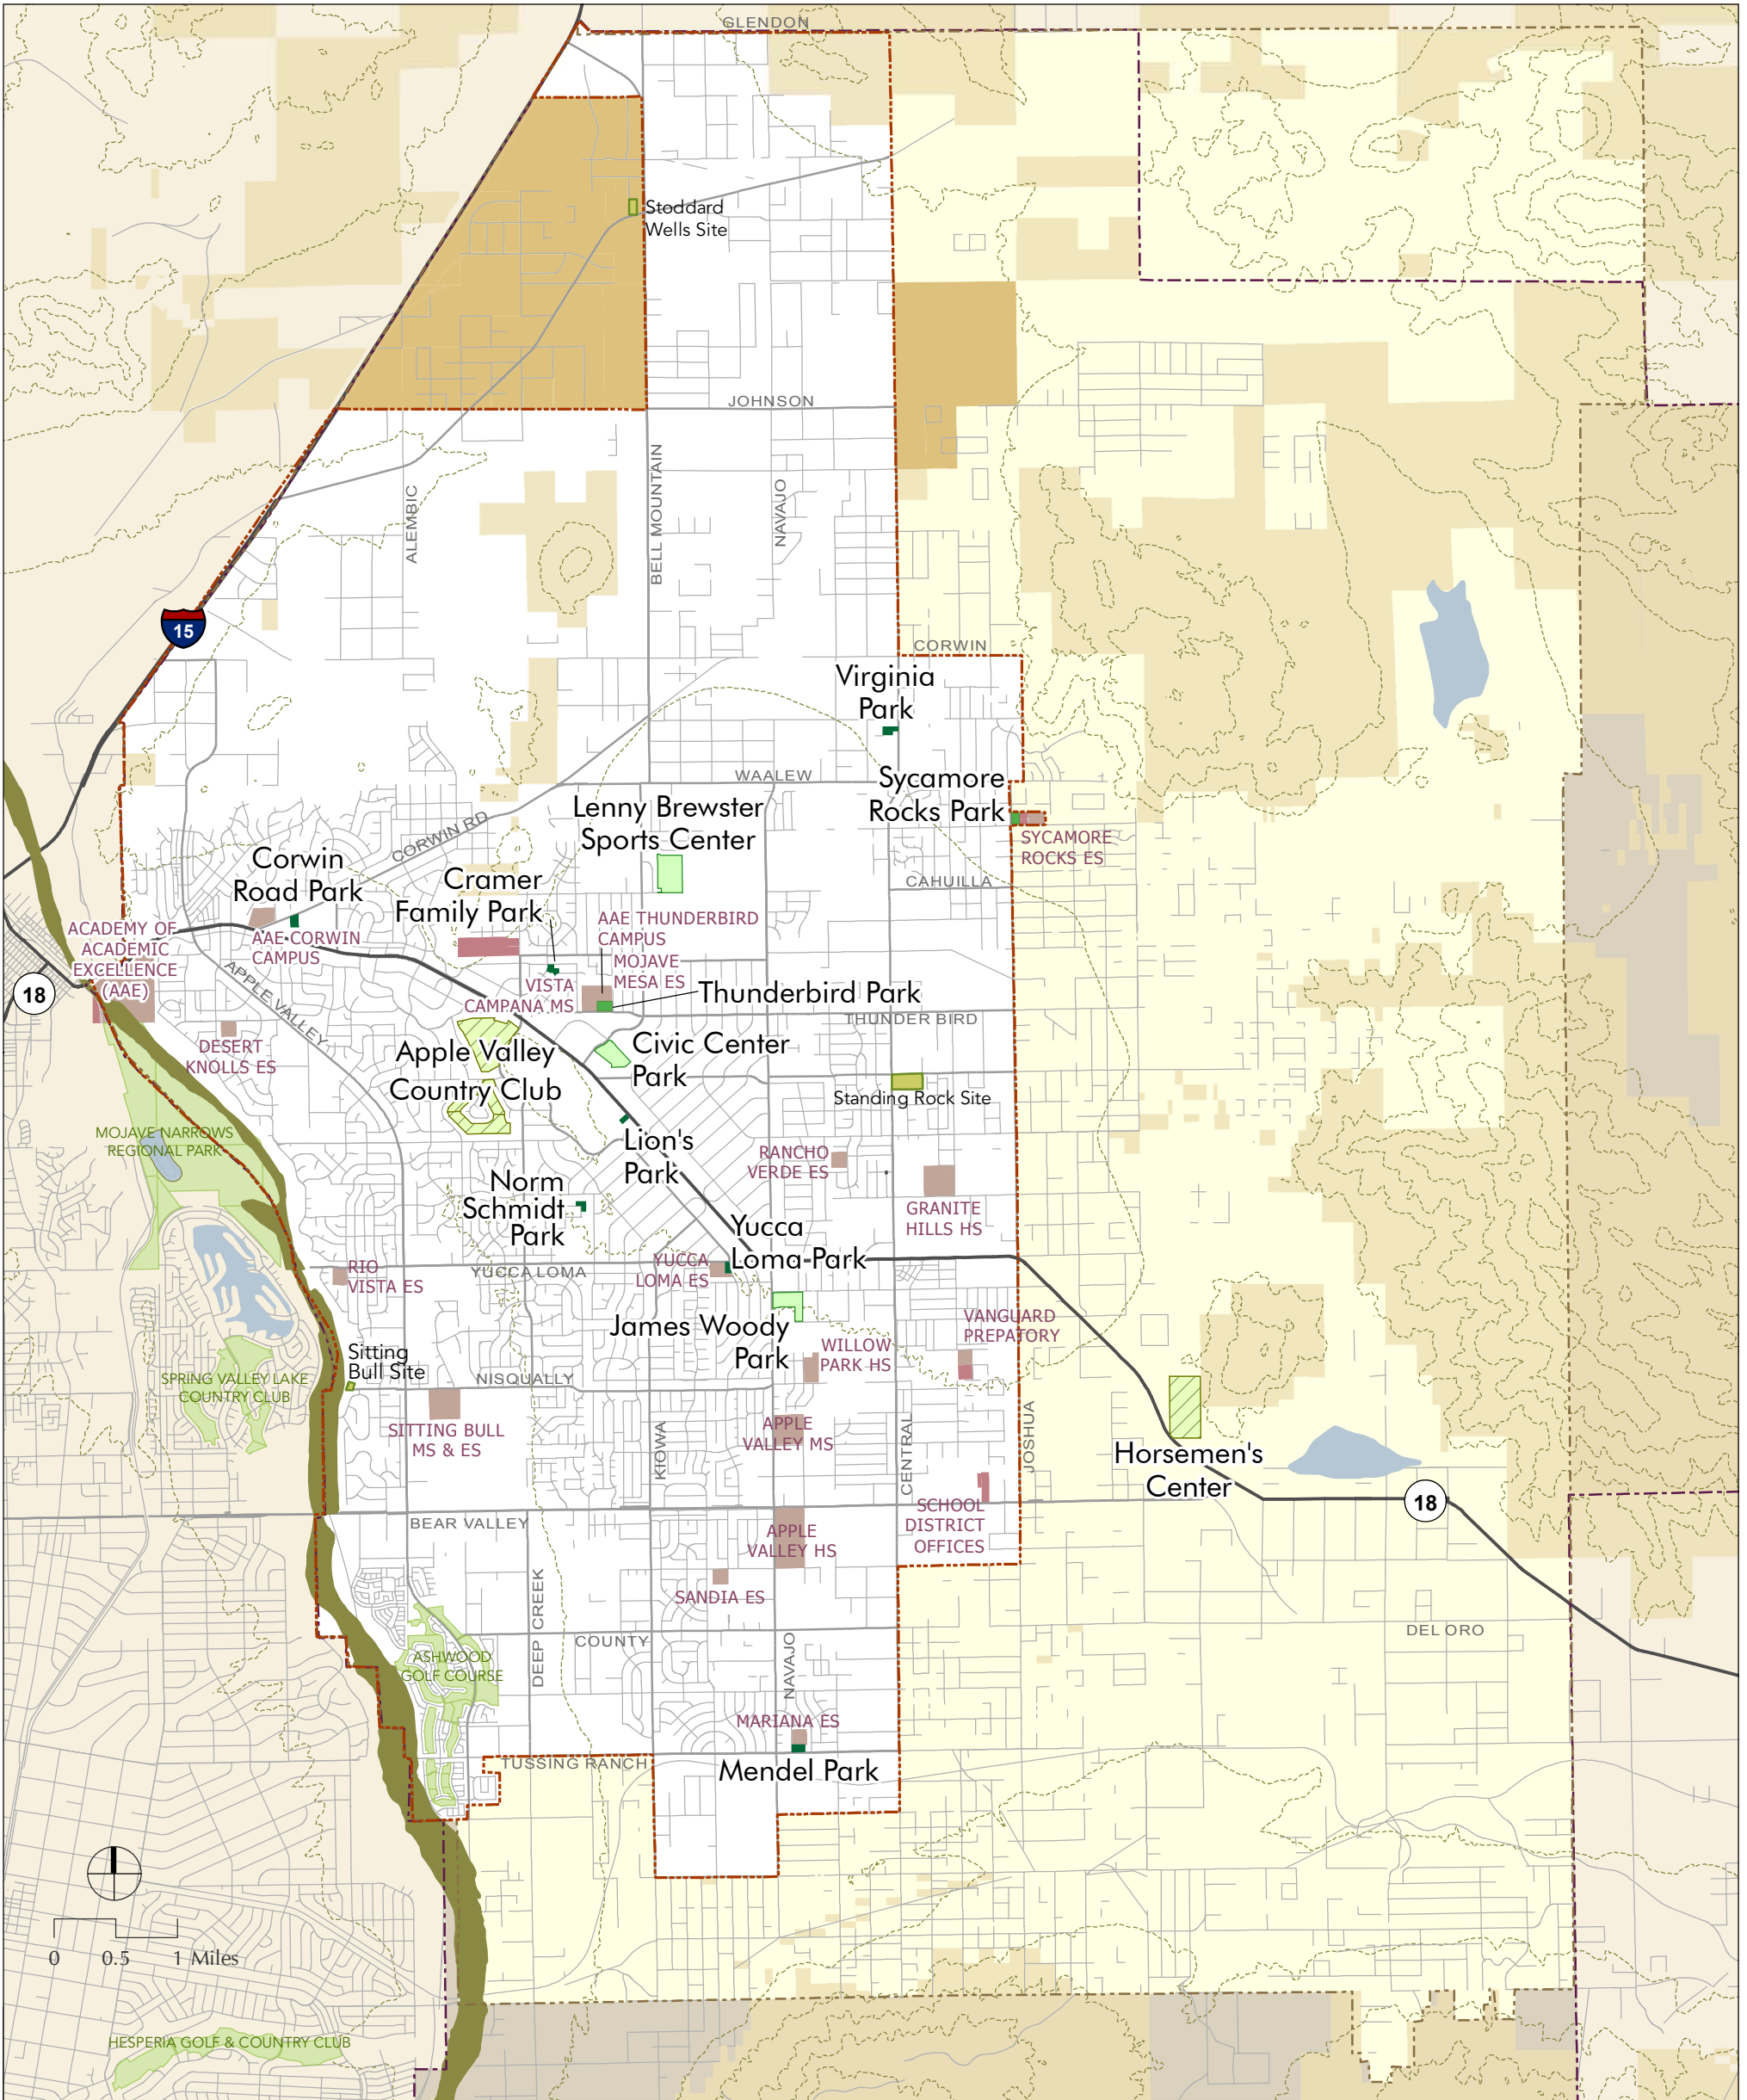 GLENDON
Stoddard
Wells Site
JOHNSON
ALEMBIC
BELL MOUNTAIN
NAVAJO
15
CORWIN
Virginia
Park
WAALEW
Sycamore
Rocks Park
SYCAMORE
ROCKS ES
Lenny Brewster
Sports Center
CORWIN RD
Corwin
Road Park
Cramer
Family Park
CAHUILLA
AAE THUNDERBIRD
CAMPUS
MOJAVE
MESA ES
ACADEMY OF
ACADEMIC
EXCELLENCE
(AAE)
AAE CORWIN
CAMPUS
18
APPLE VALLEY
VISTA
CAMPANA MS
Thunderbird Park
THUNDER BIRD
DESERT
KNOLLS ES
Apple Valley
Country Club
Civic Center
Park
Standing Rock Site
MOJAVE NARROWS
REGIONAL PARK
Lion's
Park
RANCHO
VERDE ES
Norm
Schmidt
Park
GRANITE
HILLS HS
Yucca
Loma Park
RIO
VISTA ES
YUCCA LOMA
YUCCA
LOMA ES
James Woody
Park
VANGUARD
PREPATORY
WILLOW
PARK HS
Sitting
Bull Site
SPRING VALLEY LAKE
COUNTRY CLUB
NISQUALLY
SITTING BULL
MS & ES
KIOWA
APPLE
VALLEY MS
CENTRAL
JOSHUA
Horsemen's
Center
18
SCHOOL
DISTRICT
OFFICES
BEAR VALLEY
APPLE
VALLEY HS
SANDIA ES
DEEP CREEK
COUNTY
NAVAJO
DEL ORO
ASHWOOD
GOLF COURSE
MARIANA ES
TUSSING RANCH
Mendel Park
0 0.5 1 Miles
HESPERIA GOLF & COUNTRY CLUB